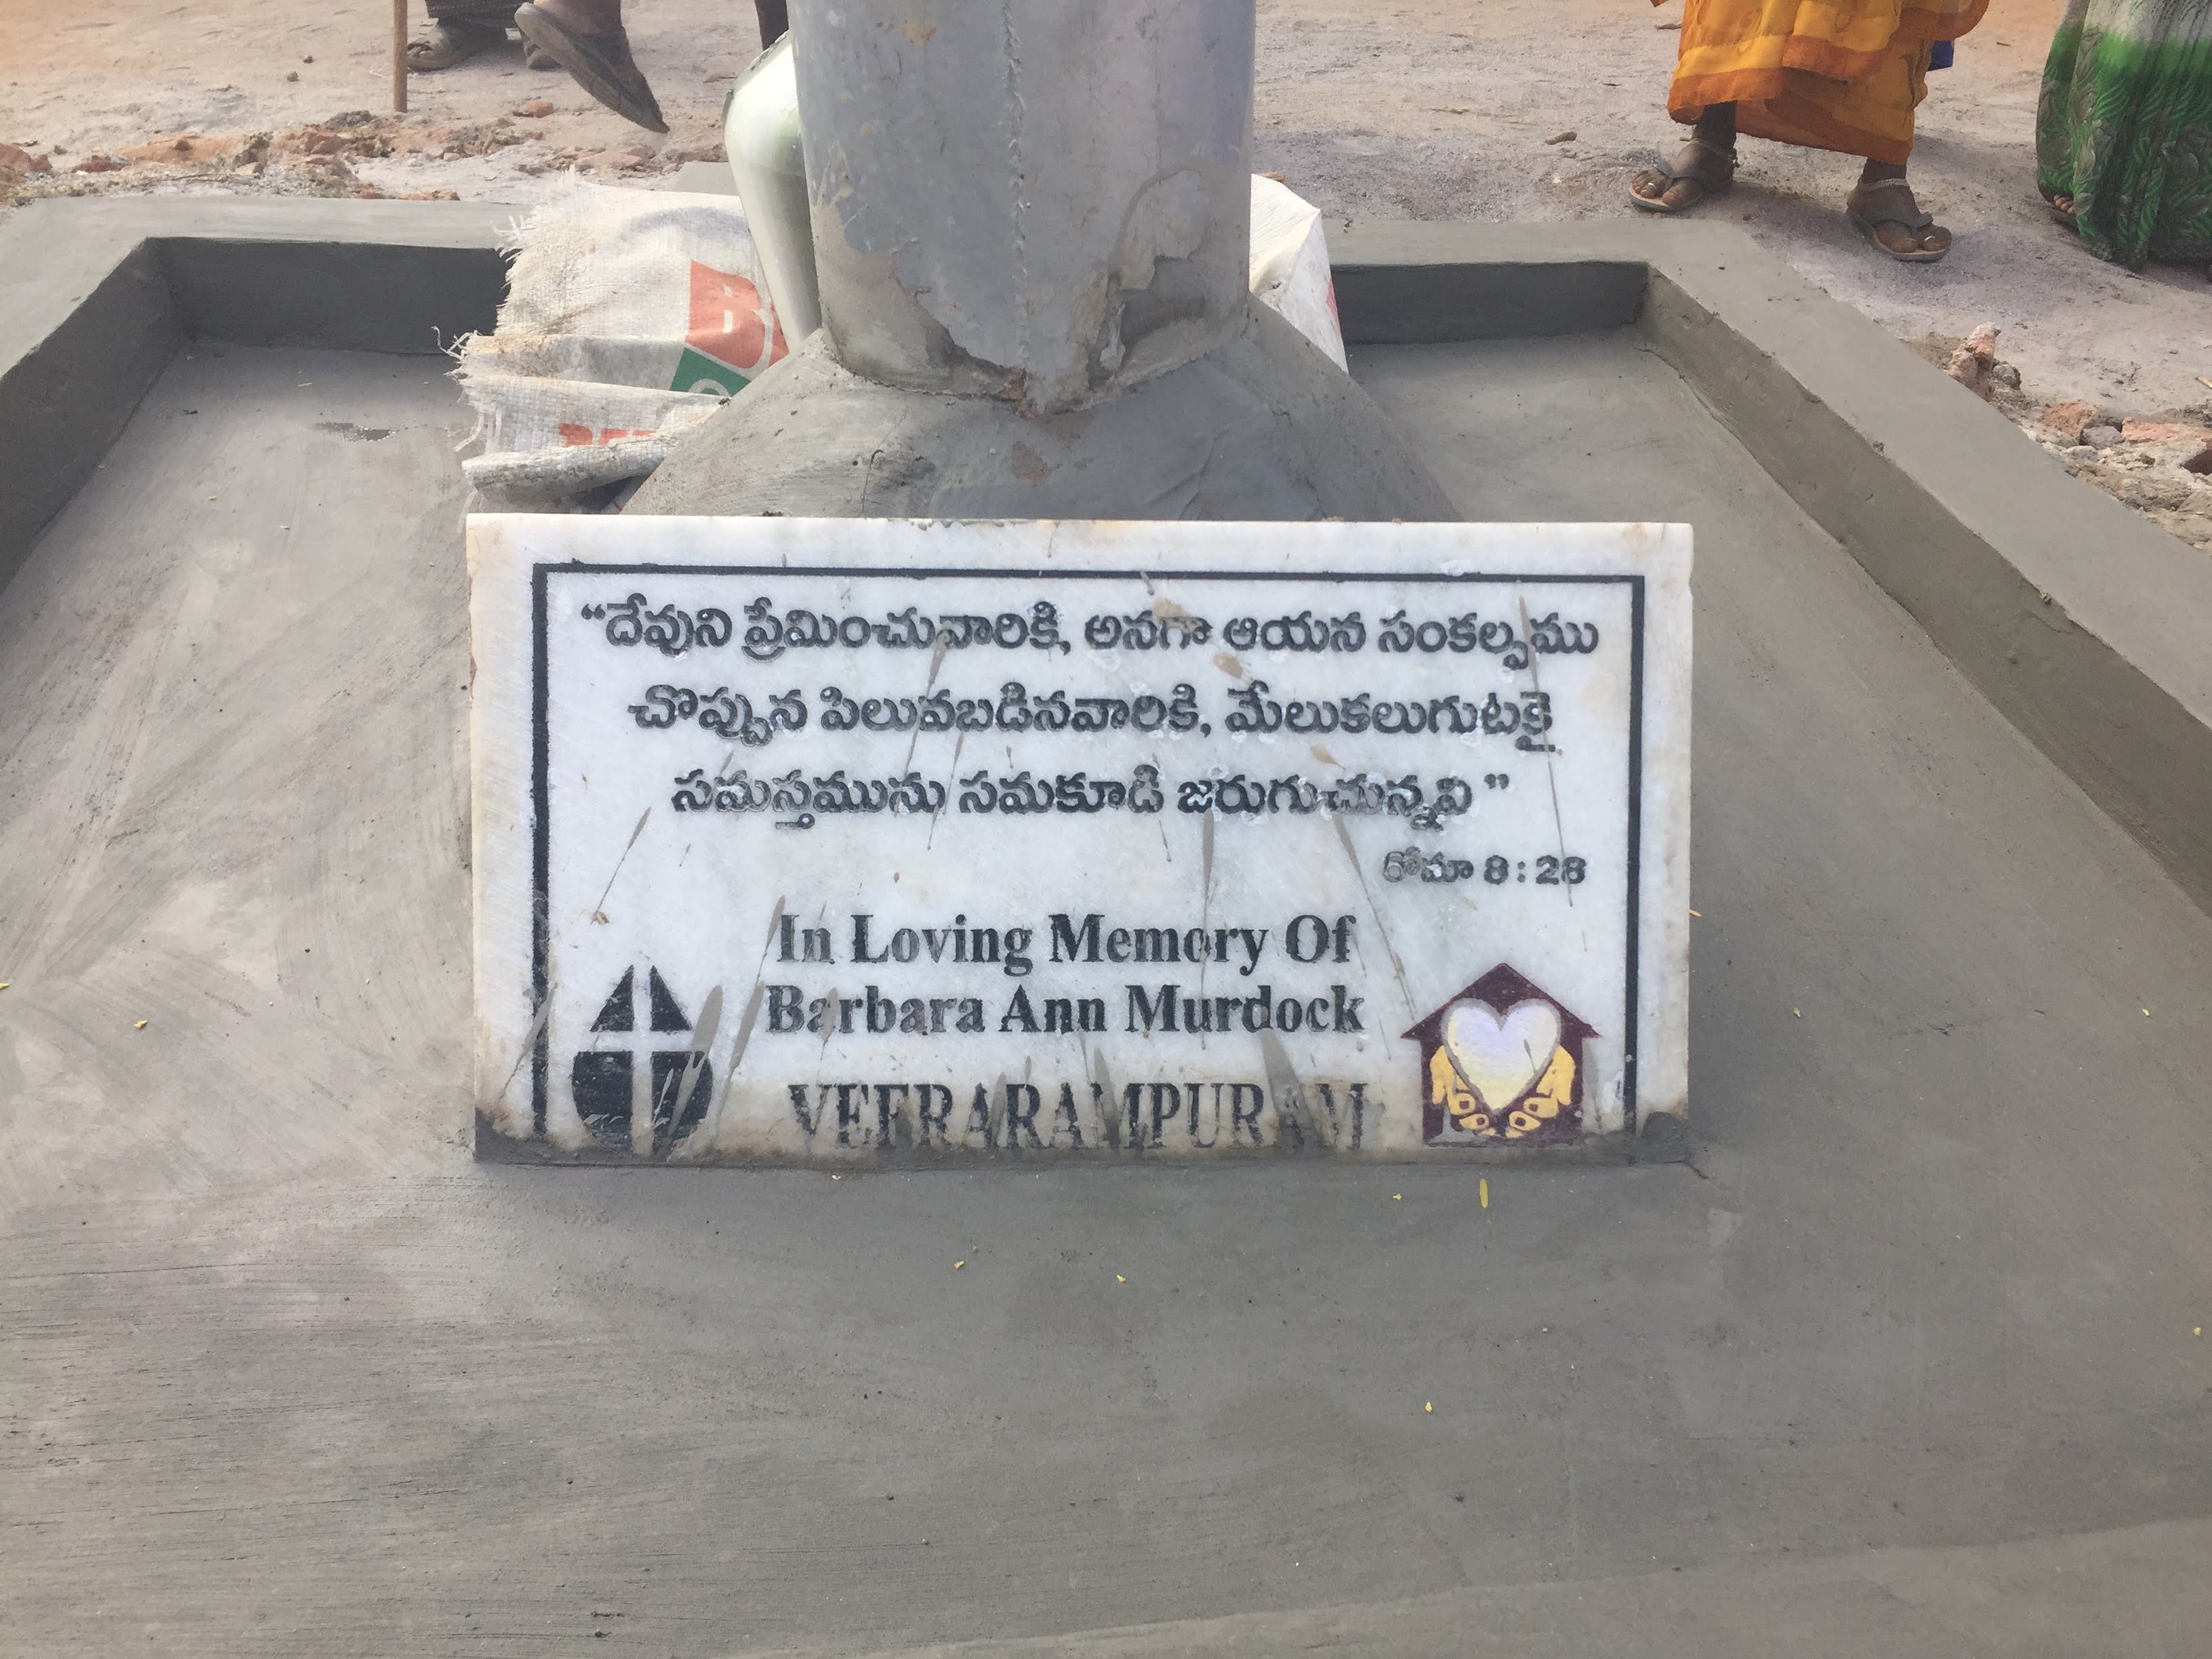 “దేవుని ప్రేమించువారికి, అనగా ఆయన సంకల్పము
చొప్పున పిలువబడినవారికి, మేలుకలుగుటకై
సమస్తమును సమకూడి జరుగుచున్నవి”
రోమా 8:28
In Loving Memory Of
Barbara Ann Murdock
VEERARAMPURAM